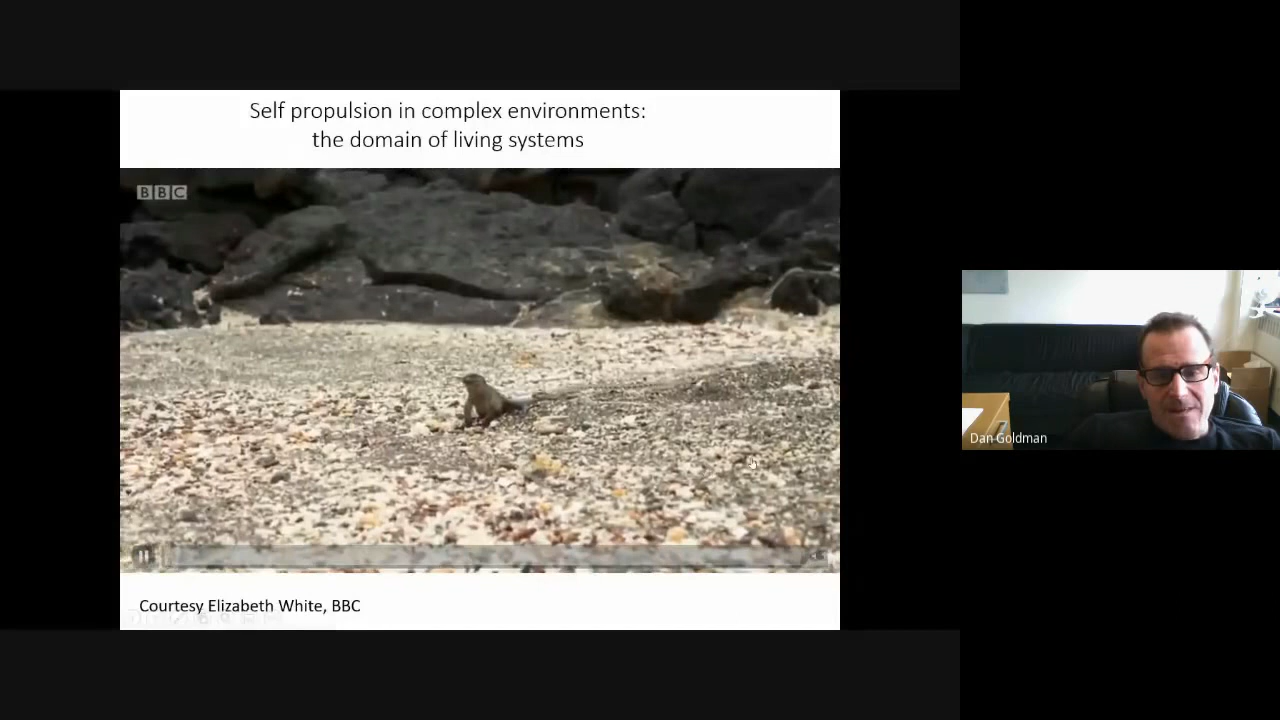 Self propulsion in complex environments:
the domain of living systems
BBC
Courtesy Elizabeth White, BBC
Dan Goldman